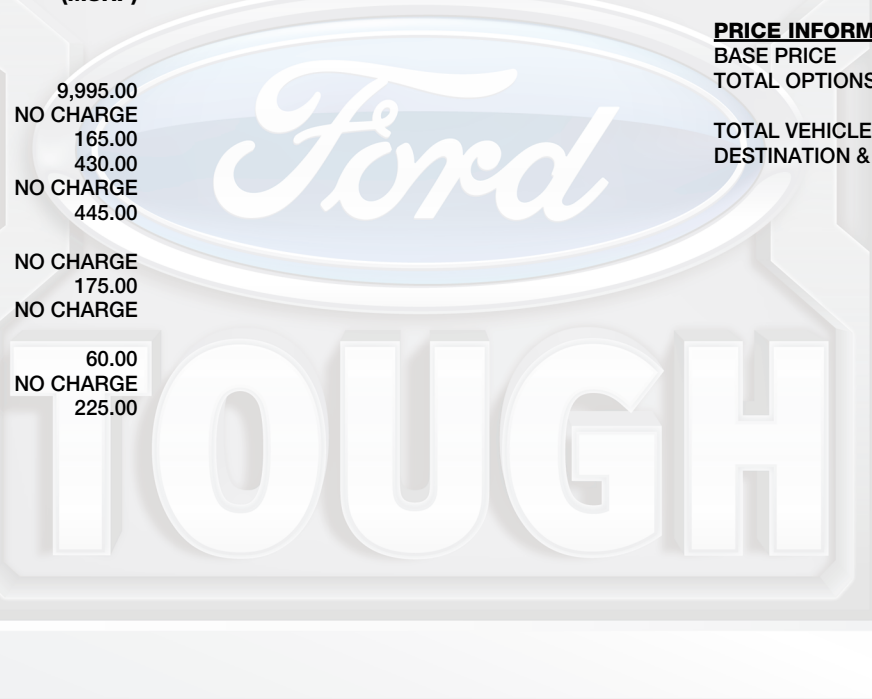 9,995.00
NO CHARGE
165.00
430.00
NO CHARGE
445.00
NO CHARGE
175.00
NO CHARGE
60.00
NO CHARGE
225.00
PRICE INFORM
BASE PRICE
TOTAL OPTIONS
TOTAL VEHICLE
DESTINATION &
Ford
TOUGH